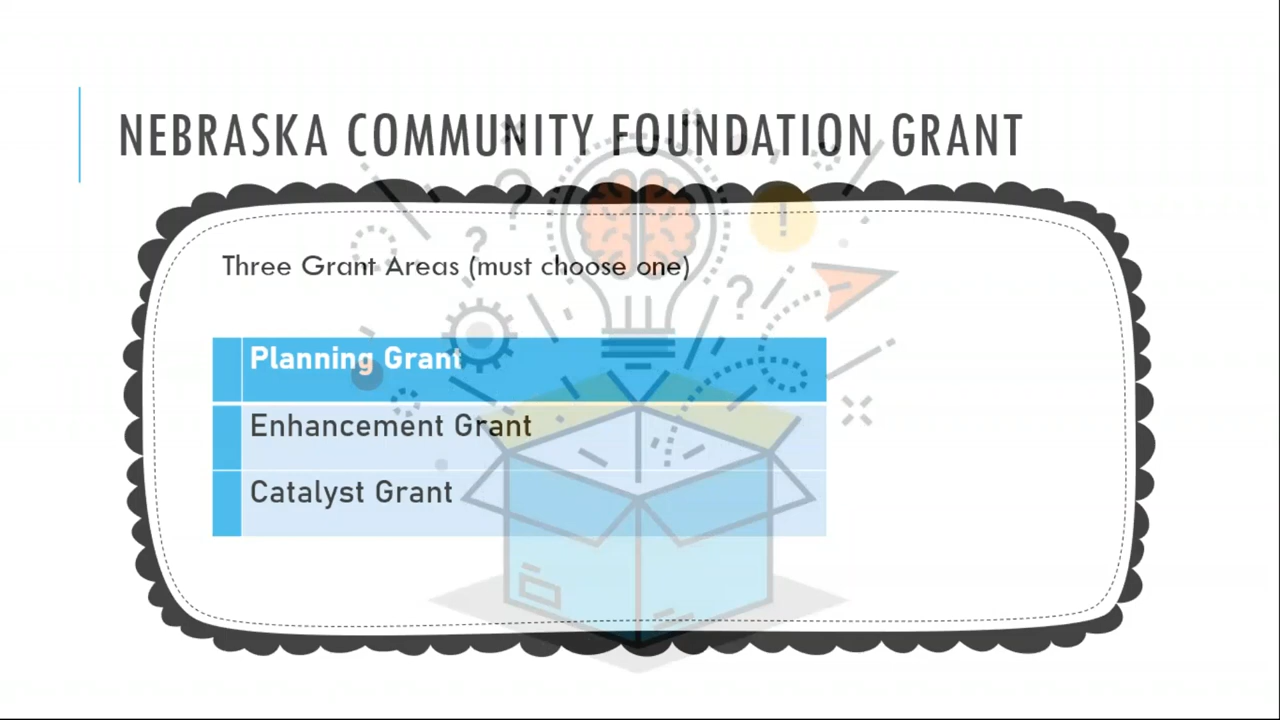 NEBRASKA COMMUNITY FOUNDATION GRANT
Three Grant Areas (must choose one)
Planning Grant
Enhancement Grant
Catalyst Grant